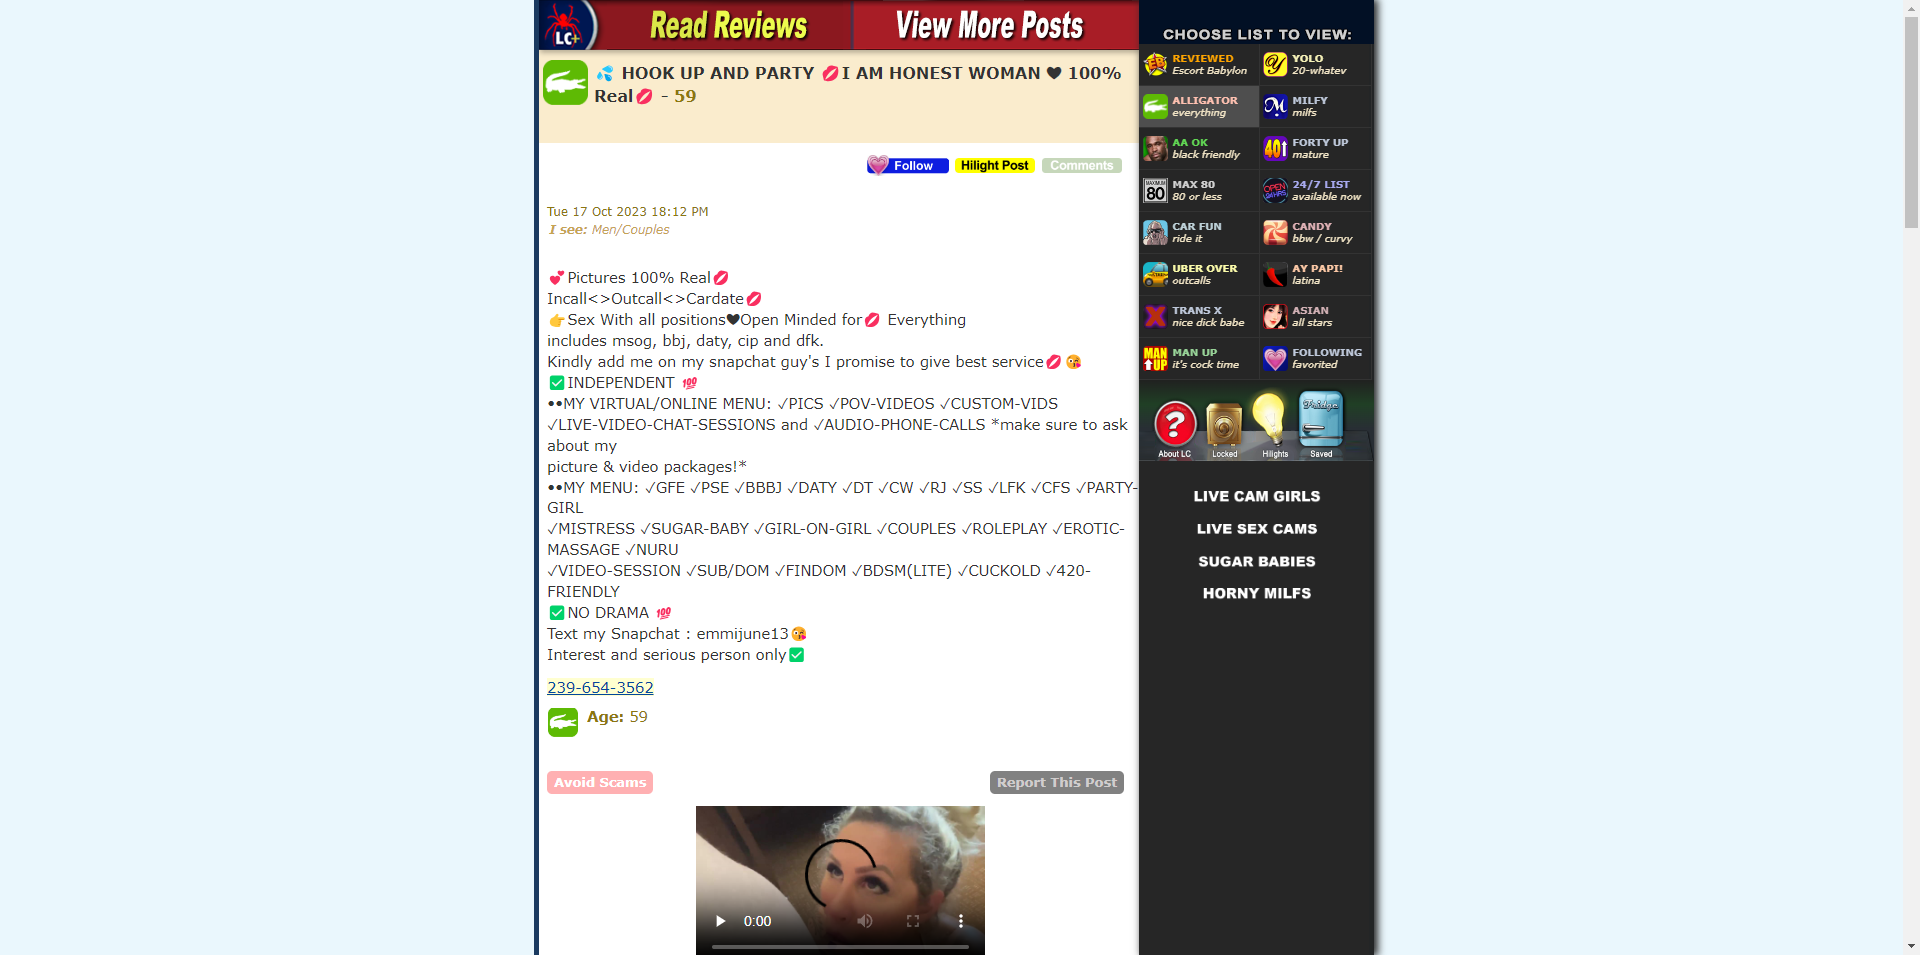 LC+
Read Reviews
View More Posts
💦 HOOK UP AND PARTY 💋I AM HONEST WOMAN ❤ 100%
Real💋 - 59
Follow
Hilight Post
Comments
Tue 17 Oct 2023 18:12 PM
I see: Men/Couples
💕Pictures 100% Real💋
Incall<>Outcall<>Cardate💋
👉Sex With all positions❤Open Minded for💋 Everything
includes msog, bbj, daty, cip and dfk.
Kindly add me on my snapchat guy's I promise to give best service💋😘
✅INDEPENDENT 💯
••MY VIRTUAL/ONLINE MENU: ✓PICS ✓POV-VIDEOS ✓CUSTOM-VIDS
✓LIVE-VIDEO-CHAT-SESSIONS and ✓AUDIO-PHONE-CALLS *make sure to ask
about my
picture & video packages!*
••MY MENU: ✓GFE ✓PSE ✓BBBJ ✓DATY ✓DT ✓CW ✓RJ ✓SS ✓LFK ✓CFS ✓PARTY-
GIRL
✓MISTRESS ✓SUGAR-BABY ✓GIRL-ON-GIRL ✓COUPLES ✓ROLEPLAY ✓EROTIC-
MASSAGE ✓NURU
✓VIDEO-SESSION ✓SUB/DOM ✓FINDOM ✓BDSM(LITE) ✓CUCKOLD ✓420-
FRIENDLY
✅NO DRAMA 💯
Text my Snapchat : emmijune13😘
Interest and serious person only✅
239-654-3562
Age: 59
Avoid Scams
Report This Post
0:00
CHOOSE LIST TO VIEW:
EB
REVIEWED
Escort Babylon
y
YOLO
20-whatev
ALLIGATOR
everything
M
MILFY
milfs
AA OK
black friendly
40
FORTY UP
mature
MAXIMUM
80
MAX 80
80 or less
OPEN
24 HRS
24/7 LIST
available now
CAR FUN
ride it
CANDY
bbw / curvy
UBER OVER
outcalls
AY PAPI!
latina
X
TRANS X
nice dick babe
ASIAN
all stars
MAN
UP
MAN UP
it's cock time
FOLLOWING
favorited
?
Fridge
About LC
Locked
Hilights
Saved
LIVE CAM GIRLS
LIVE SEX CAMS
SUGAR BABIES
HORNY MILFS